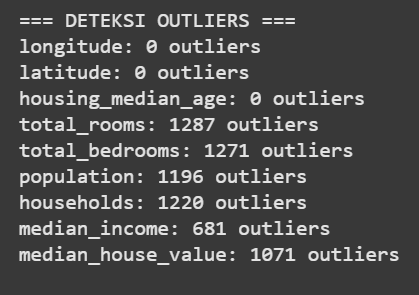 === DETEKSI OUTLIERS ===
longitude: 0 outliers
latitude: 0 outliers
housing_median_age: 0 outliers
total_rooms: 1287 outliers
total_bedrooms: 1271 outliers
population: 1196 outliers
households: 1220 outliers
median_income: 681 outliers
median_house_value: 1071 outliers